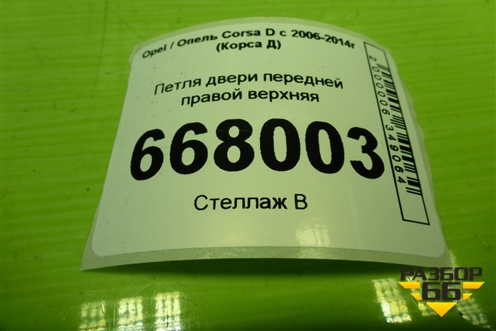 Opel / Опель Corsa D с 2006-2014г
(Корса Д)
Петля двери передней
правой верхняя
668003
Стеллаж В
2000006349064
РАЗБОР
66